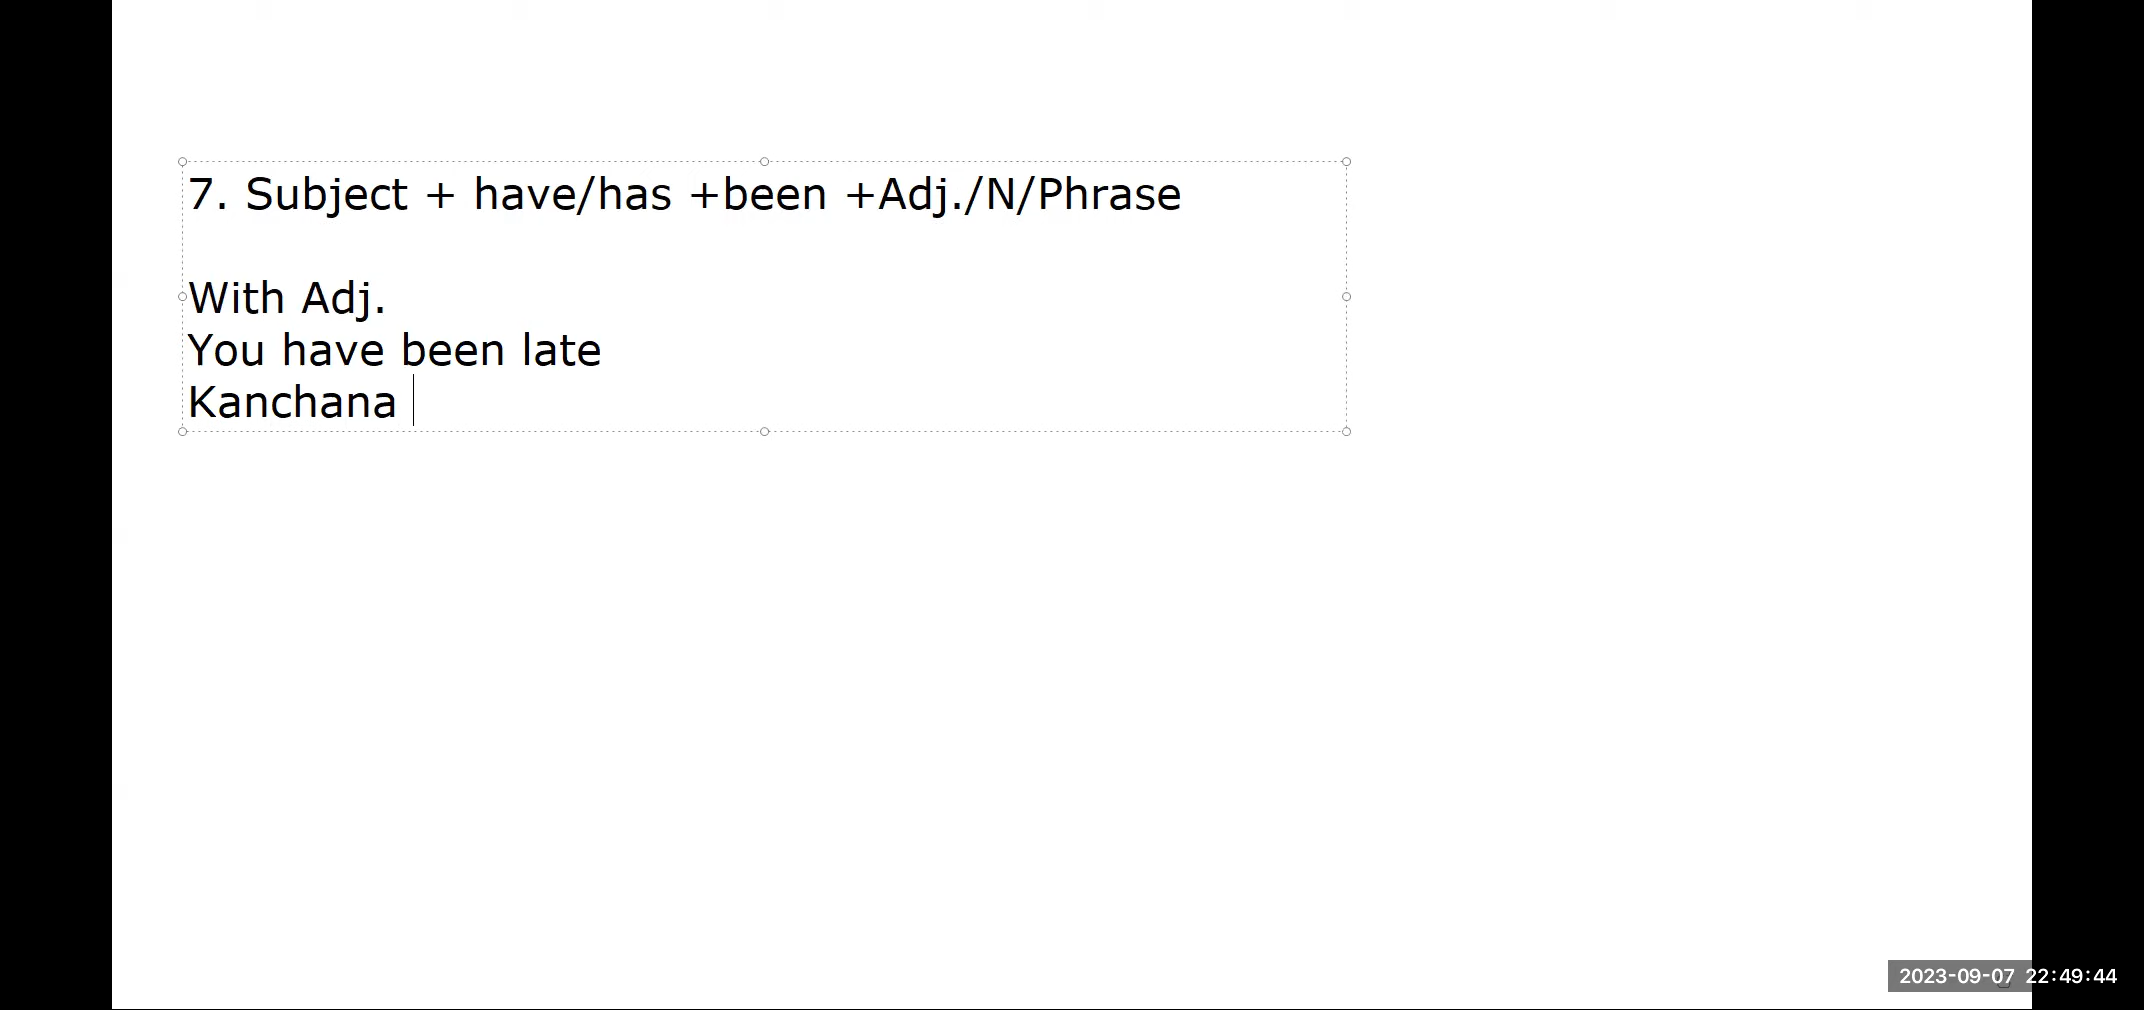 7. Subject + have/has +been +Adj./N/Phrase
With Adj.
You have been late
Kanchana
2023-09-07 22:49:44